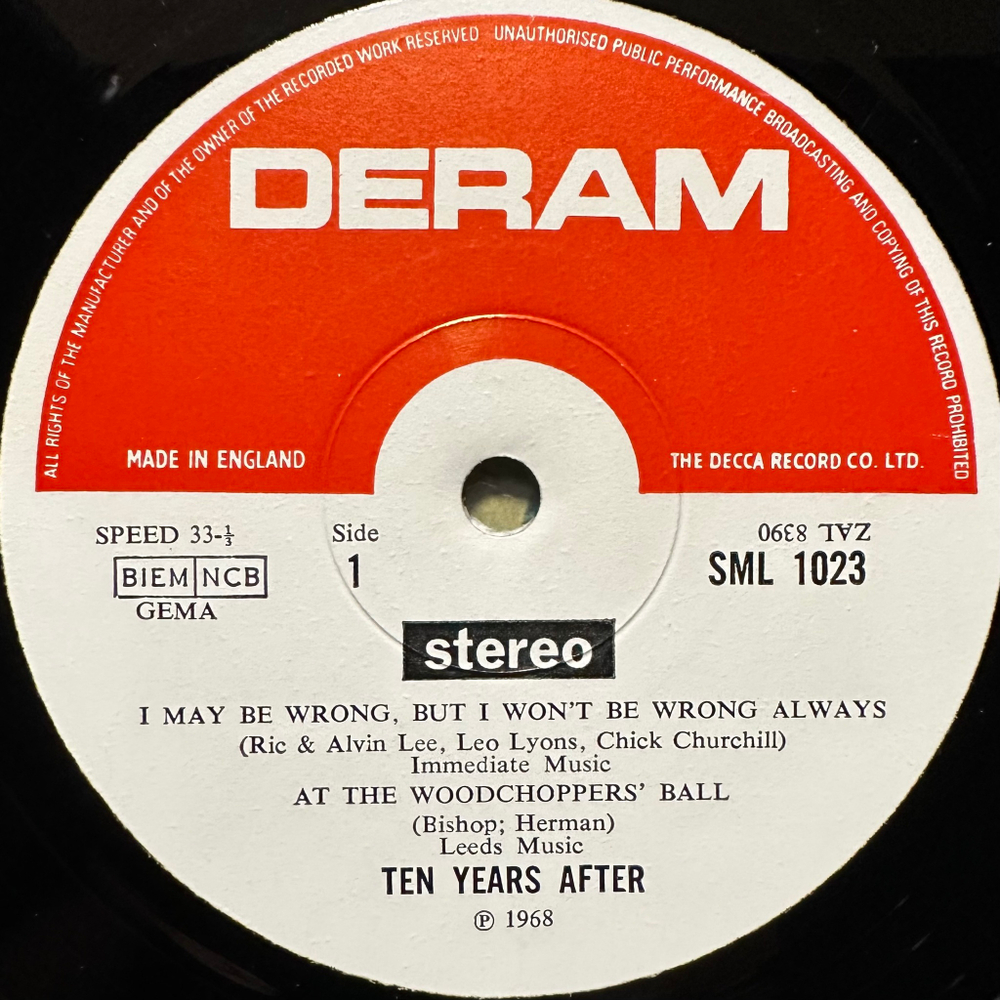 ALL RIGHTS OF THE MANUFACTURER AND OF THE OWNER OF THE RECORDED WORK RESERVED UNAUTHORISED PUBLIC PERFORMANCE BROADCASTING AND COPYING OF THIS RECORD PROHIBITED
DERAM
MADE IN ENGLAND
THE DECCA RECORD CO. LTD.
SPEED 33-⅓
Side
ZAL 8390
BIEM NCB
1
SML 1023
GEMA
stereo
I MAY BE WRONG, BUT I WON'T BE WRONG ALWAYS
(Ric & Alvin Lee, Leo Lyons, Chick Churchill)
Immediate Music
AT THE WOODCHOPPERS' BALL
(Bishop; Herman)
Leeds Music
TEN YEARS AFTER
℗ 1968